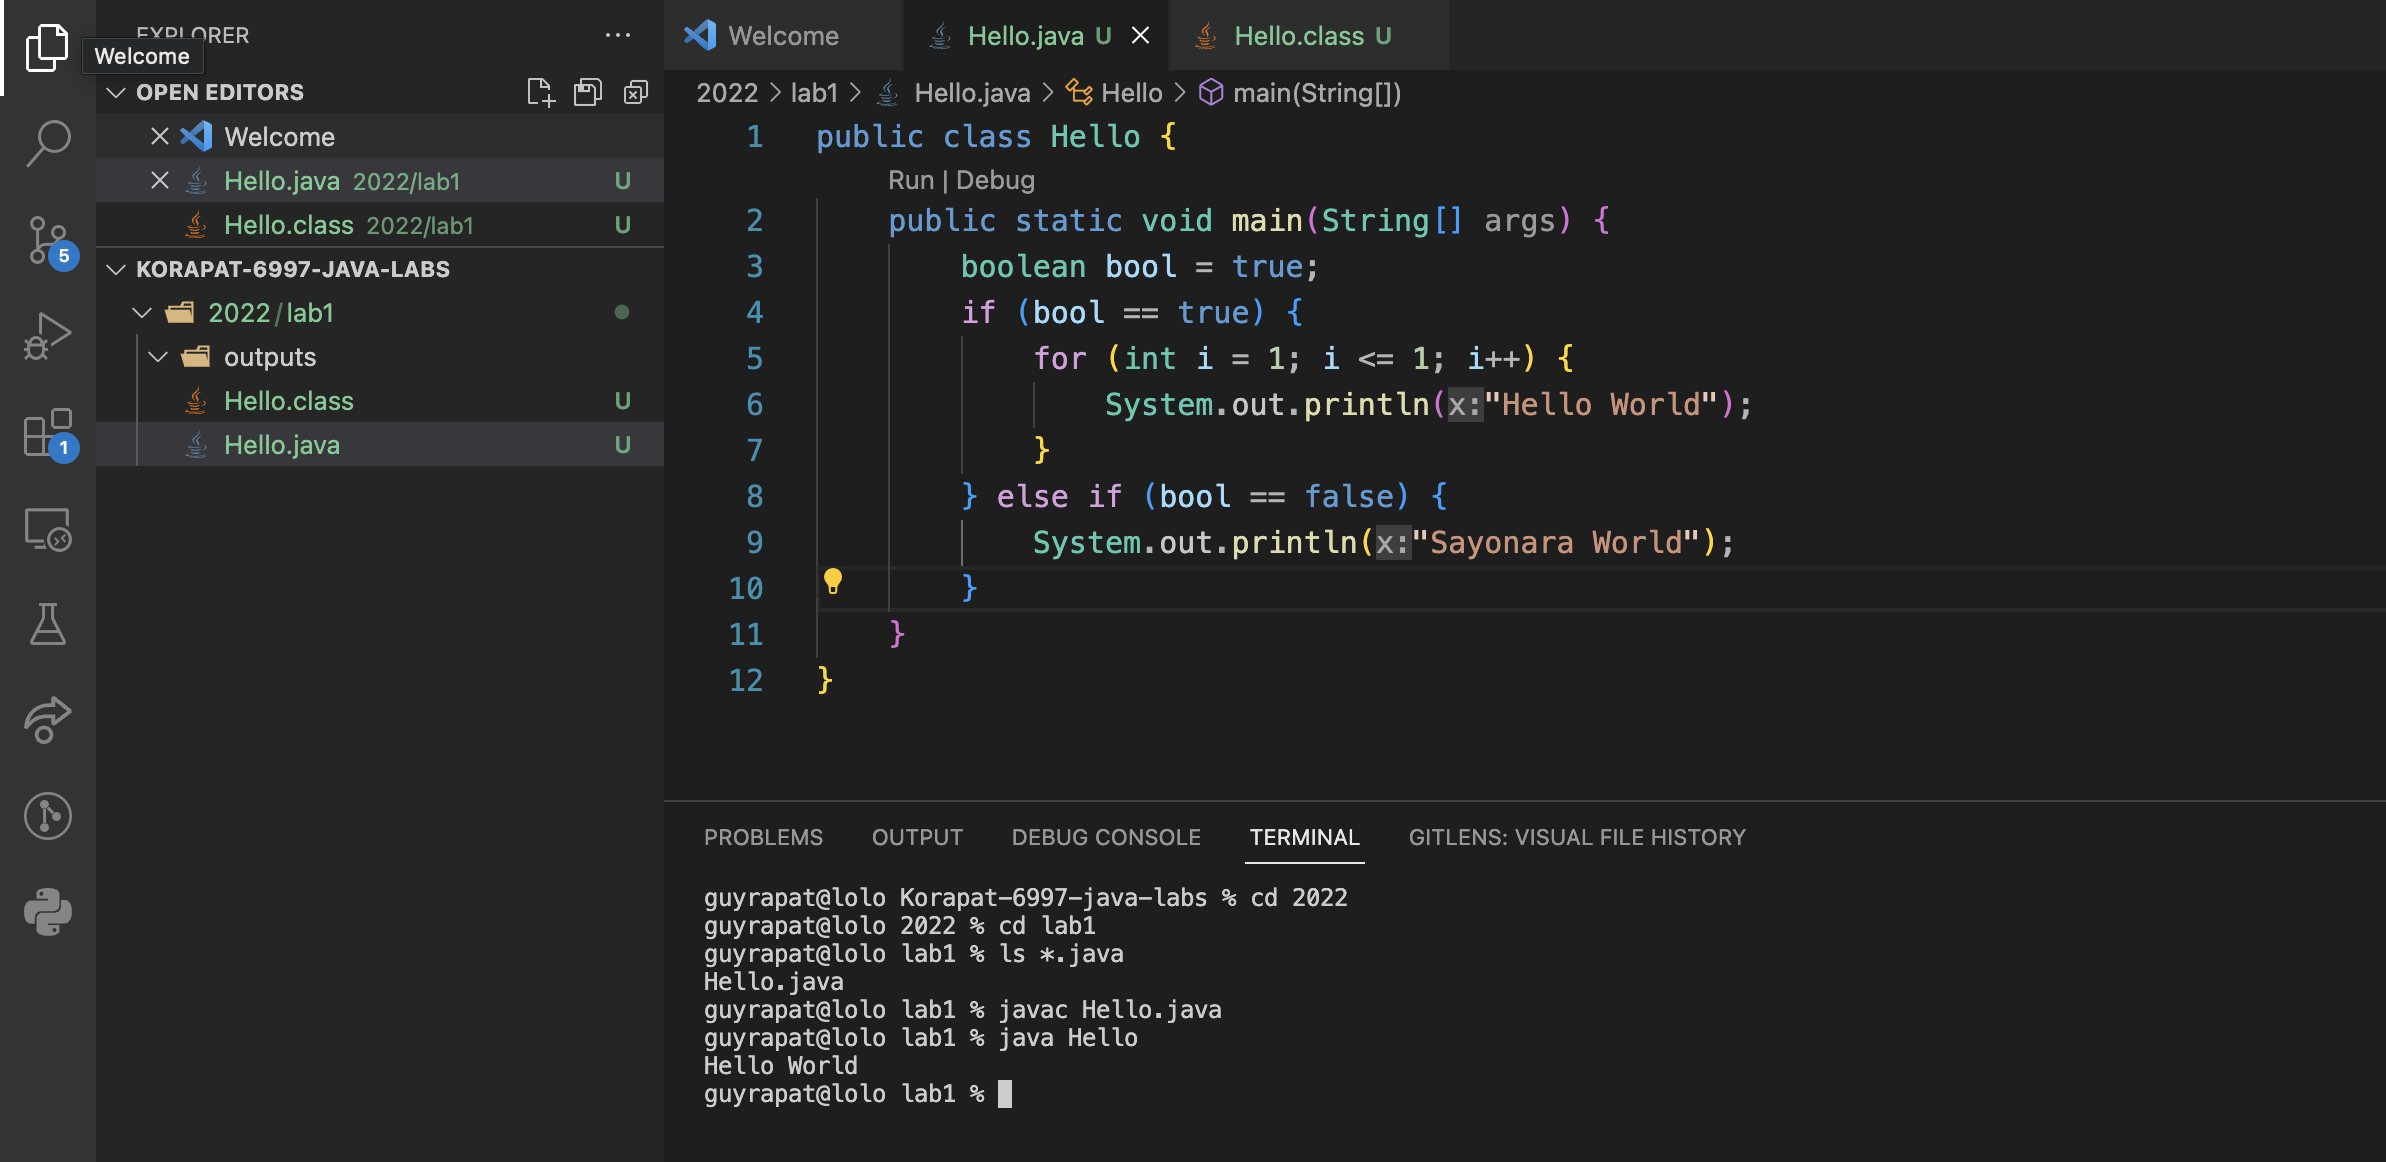 EXPLORER
Welcome
OPEN EDITORS
Welcome
Hello.java 2022/lab1 U
Hello.class 2022/lab1 U
5
KORAPAT-6997-JAVA-LABS
2022/lab1
outputs
Hello.class U
Hello.java U
1
Welcome
Hello.java U
Hello.class U
2022 > lab1 > Hello.java > Hello > main(String[])
1 public class Hello {
Run | Debug
2     public static void main(String[] args) {
3         boolean bool = true;
4         if (bool == true) {
5             for (int i = 1; i <= 1; i++) {
6                 System.out.println(x:"Hello World");
7             }
8         } else if (bool == false) {
9             System.out.println(x:"Sayonara World");
10         }
11     }
12 }
PROBLEMS OUTPUT DEBUG CONSOLE TERMINAL GITLENS: VISUAL FILE HISTORY
guyrapat@lolo Korapat-6997-java-labs % cd 2022
guyrapat@lolo 2022 % cd lab1
guyrapat@lolo lab1 % ls *.java
Hello.java
guyrapat@lolo lab1 % javac Hello.java
guyrapat@lolo lab1 % java Hello
Hello World
guyrapat@lolo lab1 %